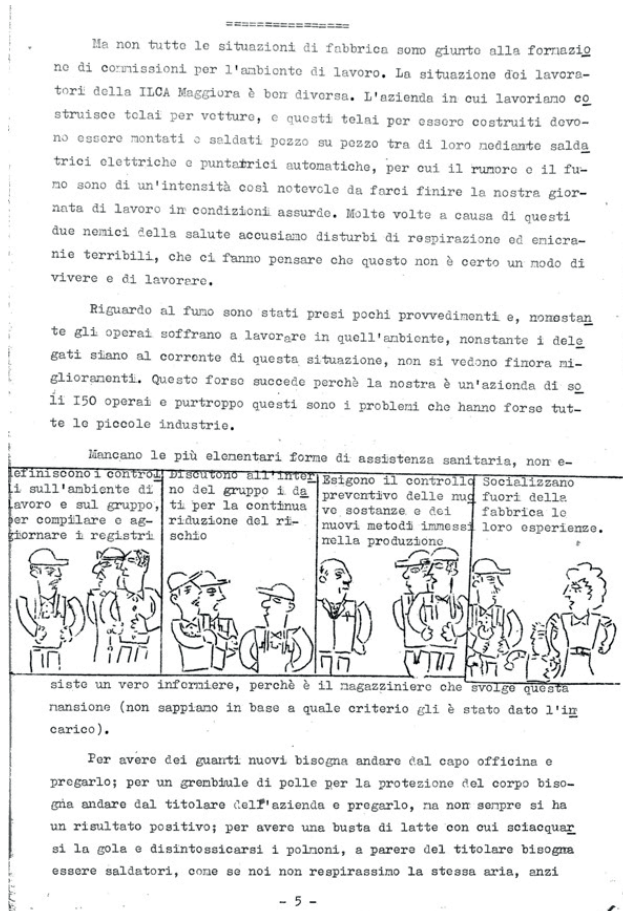 ================
Ma non tutte le situazioni di fabbrica sono giunte alla formazio
ne di commissioni per l'ambiente di lavoro. La situazione dei lavora-
tori della ILCA Maggiora è ben diversa. L'azienda in cui lavoriamo co
struisce telai per vetture, e questi telai per essere costruiti devo-
no essere montati e saldati pezzo su pezzo tra di loro mediante salda
trici elettriche e puntatrici automatiche, per cui il rumore e il fu-
mo sono di un'intensità così notevole da farci finire la nostra gior-
nata di lavoro in condizioni assurde. Molte volte a causa di questi
due nemici della salute accusiamo disturbi di respirazione ed emicra-
nie terribili, che ci fanno pensare che questo non è certo un modo di
vivere e di lavorare.
Riguardo al fumo sono stati presi pochi provvedimenti e, nonostan
te gli operai soffrano a lavorare in quell'ambiente, nonstante i dele
gati siano al corrente di questa situazione, non si vedono finora mi-
glioramenti. Questo forse succede perchè la nostra è un'azienda di so
li I50 operai e purtroppo questi sono i problemi che hanno forse tut-
te le piccole industrie.
Mancano le più elementari forme di assistenza sanitaria, non e-
definiscono i control
i sull'ambiente di
lavoro e sul gruppo,
per compilare e ag-
giornare i registri
Discutono all'inter
no del gruppo i da
ti per la continua
riduzione del ri-
schio
Esigono il controllo
preventivo delle nuo
ve sostanze e dei
nuovi metodi immessi
nella produzione
Socializzano
fuori della
fabbrica le
loro esperienze.
siste un vero infermiere, perchè è il magazziniere che svolge questa
mansione (non sappiamo in base a quale criterio gli è stato dato l'in
carico).
Per avere dei guanti nuovi bisogna andare dal capo officina e
pregarlo; per un grembiule di pelle per la protezione del corpo biso-
gna andare dal titolare dell'azienda e pregarlo, ma non sempre si ha
un risultato positivo; per avere una busta di latte con cui sciacquar
si la gola e disintossicarsi i polmoni, a parere del titolare bisogna
essere saldatori, come se noi non respirassimo la stessa aria, anzi
- 5 -